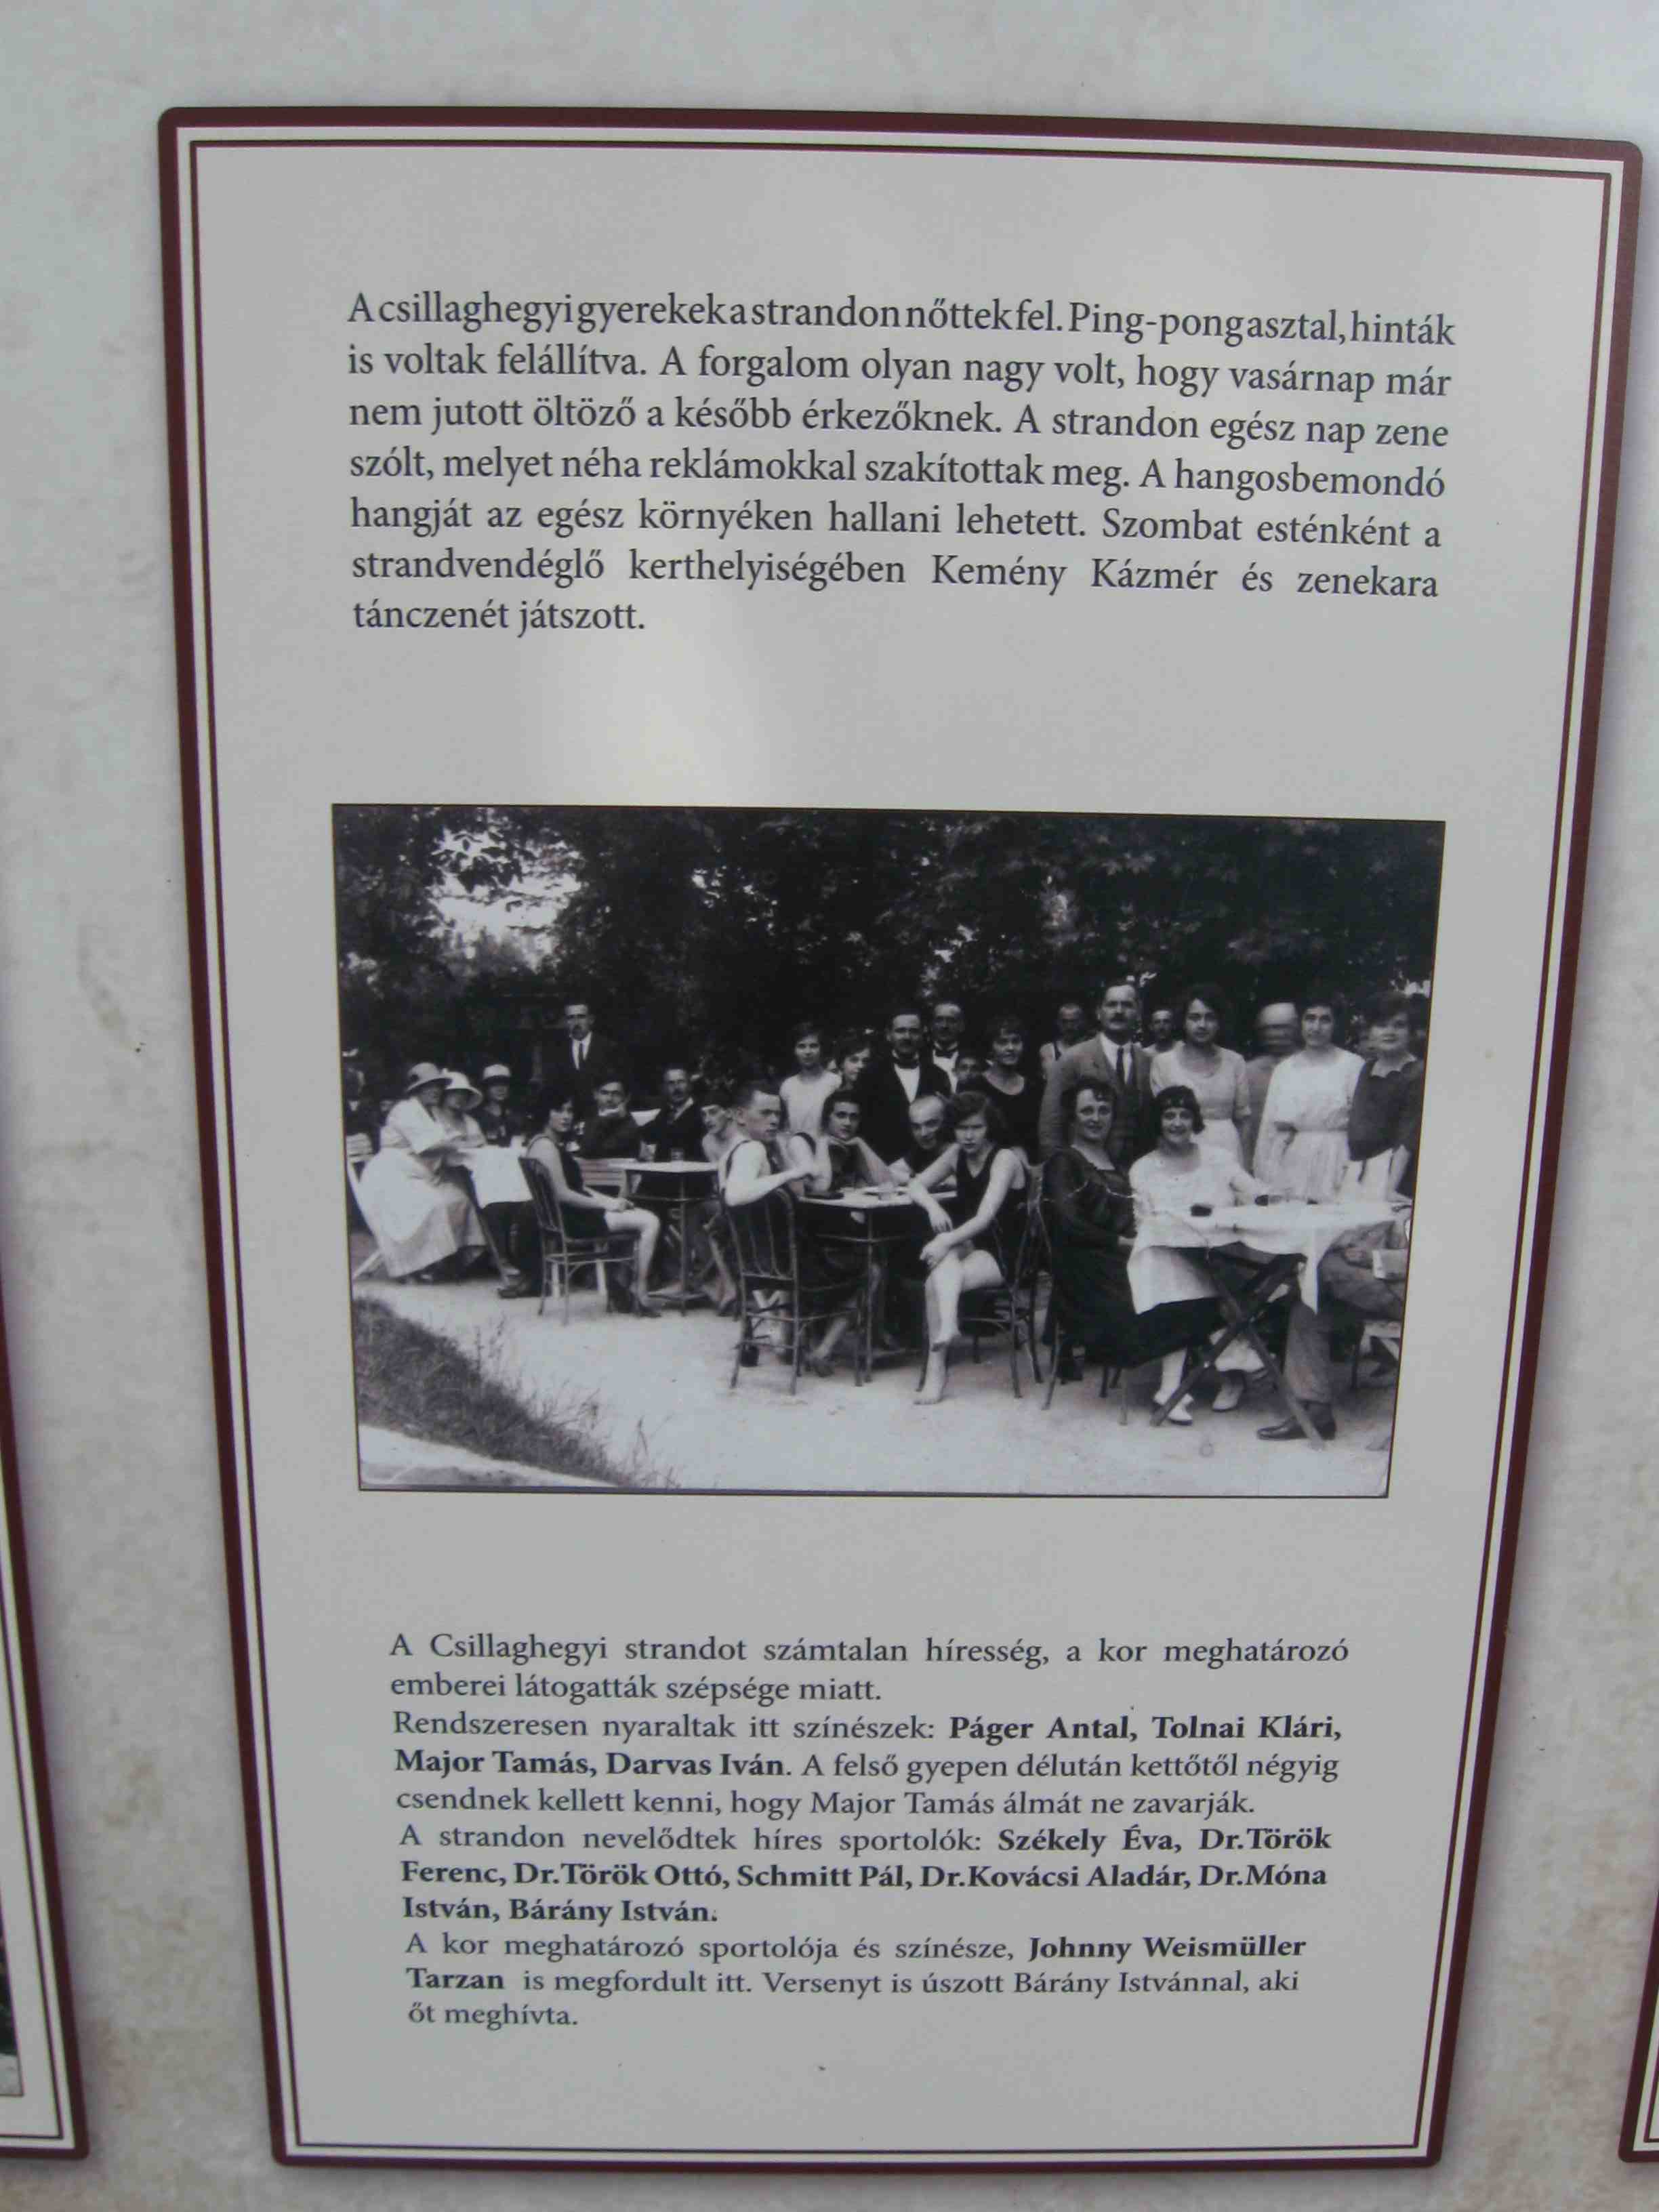 A csillaghegyi gyerekek a strandon nőttek fel. Ping-pong asztal, hinták
is voltak felállítva. A forgalom olyan nagy volt, hogy vasárnap már
nem jutott öltöző a később érkezőknek. A strandon egész nap zene
szólt, melyet néha reklámokkal szakítottak meg. A hangosbemondó
hangját az egész környéken hallani lehetett. Szombat esténként a
strandvendéglő kerthelyiségében Kemény Kázmér és zenekara
tánczenét játszott.
A Csillaghegyi strandot számtalan híresség, a kor meghatározó
emberei látogatták szépsége miatt.
Rendszeresen nyaraltak itt színészek: Páger Antal, Tolnai Klári,
Major Tamás, Darvas Iván. A felső gyepen délután kettőtől négyig
csendnek kellett kenni, hogy Major Tamás álmát ne zavarják.
A strandon nevelődtek híres sportolók: Székely Éva, Dr.Török
Ferenc, Dr.Török Ottó, Schmitt Pál, Dr.Kovácsi Aladár, Dr.Móna
István, Bárány István.
A kor meghatározó sportolója és színésze, Johnny Weismüller
Tarzan is megfordult itt. Versenyt is úszott Bárány Istvánnal, aki
őt meghívta.